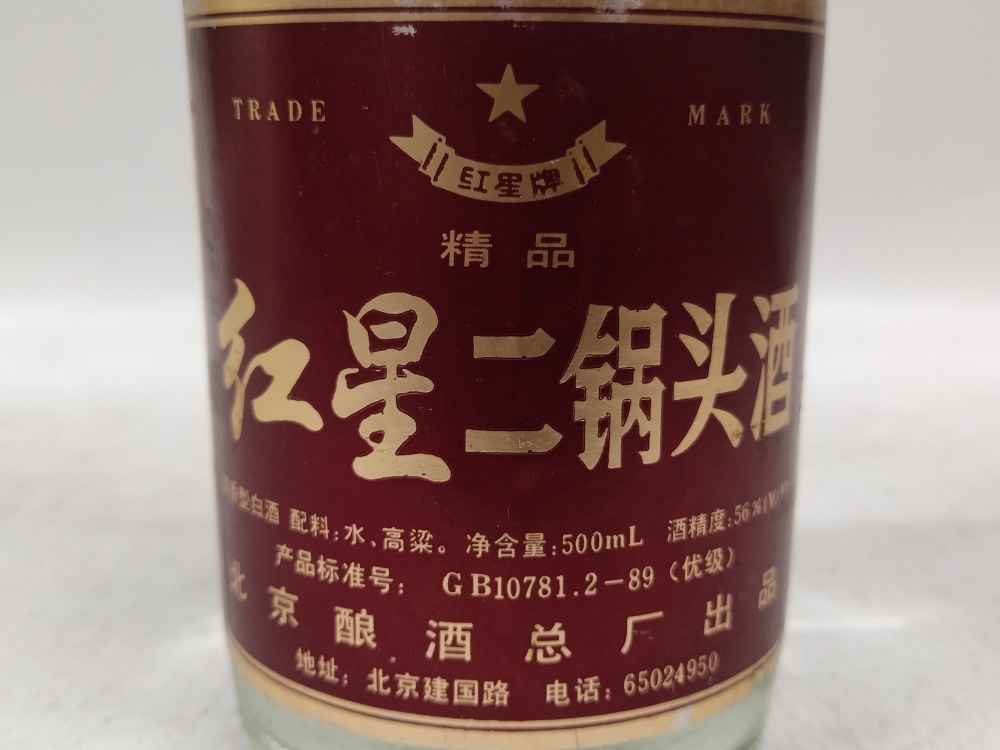 TRADE MARK
红星牌
精品
红星二锅头酒
香型白酒 配料:水、高粱。净含量:500mL 酒精度:56%(V/V)
产品标准号: GB10781.2-89(优级)
北京酿酒总厂出品
地址:北京建国路 电话:65024950